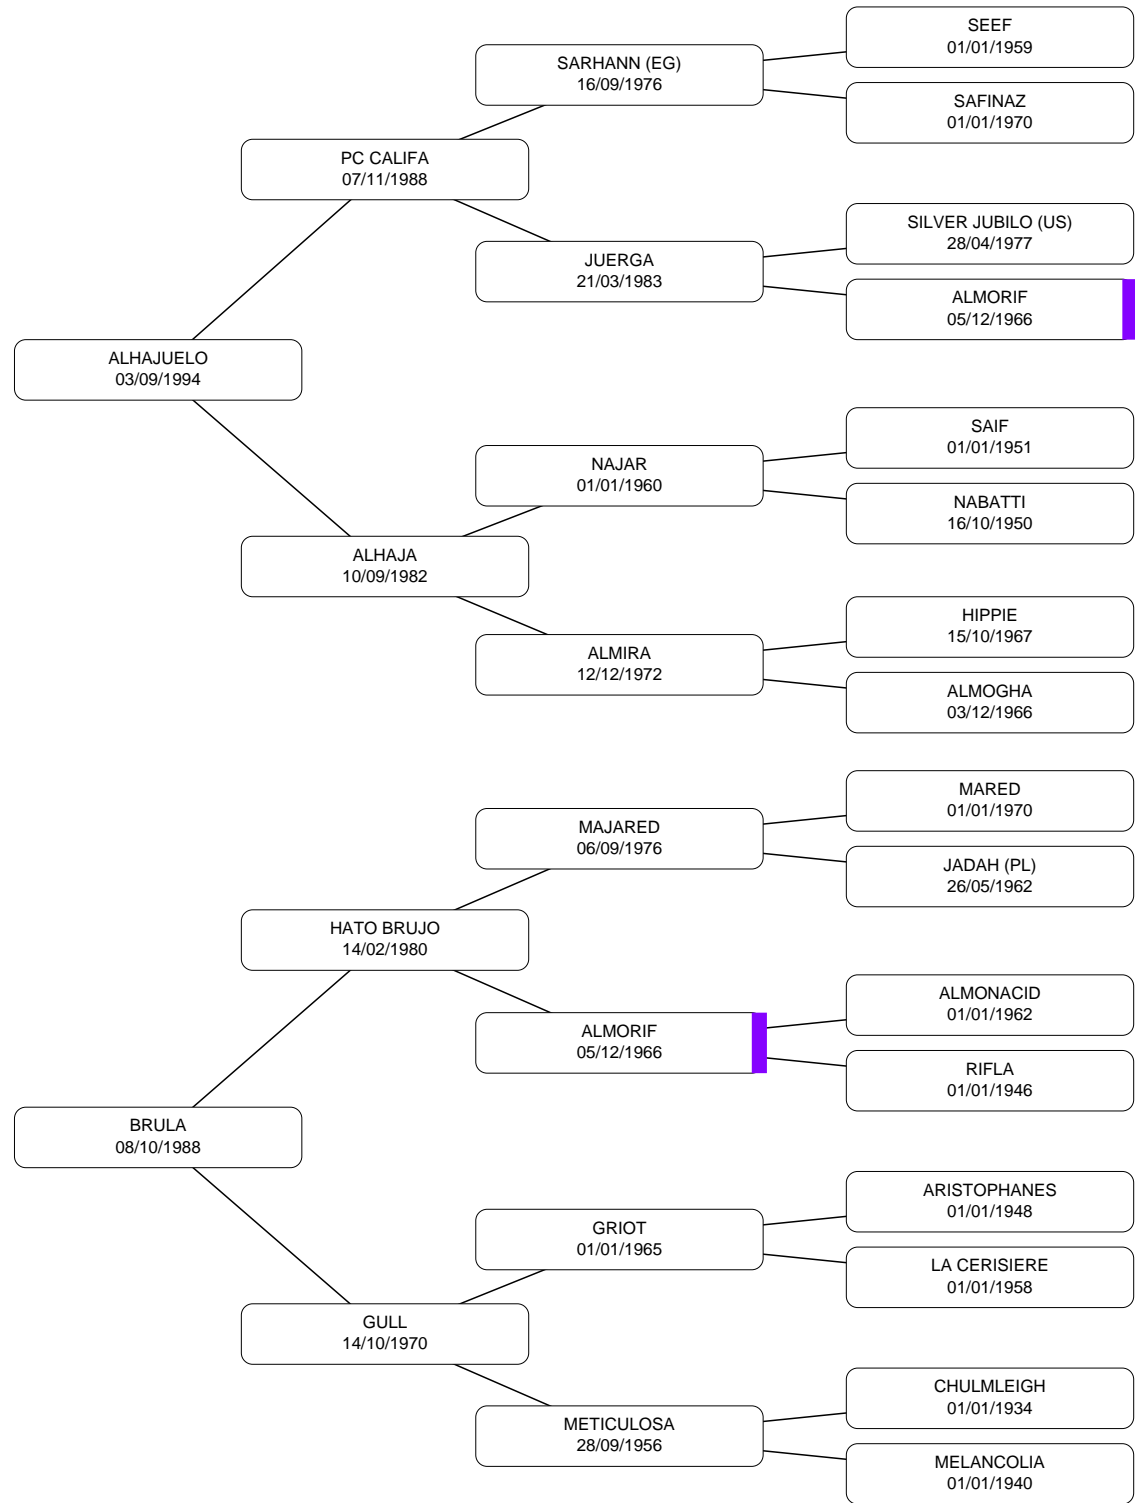 SEEF
01/01/1959
SARHANN (EG)
16/09/1976
SAFINAZ
01/01/1970
PC CALIFA
07/11/1988
SILVER JUBILO (US)
28/04/1977
JUERGA
21/03/1983
ALMORIF
05/12/1966
ALHAJUELO
03/09/1994
SAIF
01/01/1951
NAJAR
01/01/1960
NABATTI
16/10/1950
ALHAJA
10/09/1982
HIPPIE
15/10/1967
ALMIRA
12/12/1972
ALMOGHA
03/12/1966
MARED
01/01/1970
MAJARED
06/09/1976
JADAH (PL)
26/05/1962
HATO BRUJO
14/02/1980
ALMONACID
01/01/1962
ALMORIF
05/12/1966
RIFLA
01/01/1946
BRULA
08/10/1988
ARISTOPHANES
01/01/1948
GRIOT
01/01/1965
LA CERISIERE
01/01/1958
GULL
14/10/1970
CHULMLEIGH
01/01/1934
METICULOSA
28/09/1956
MELANCOLIA
01/01/1940